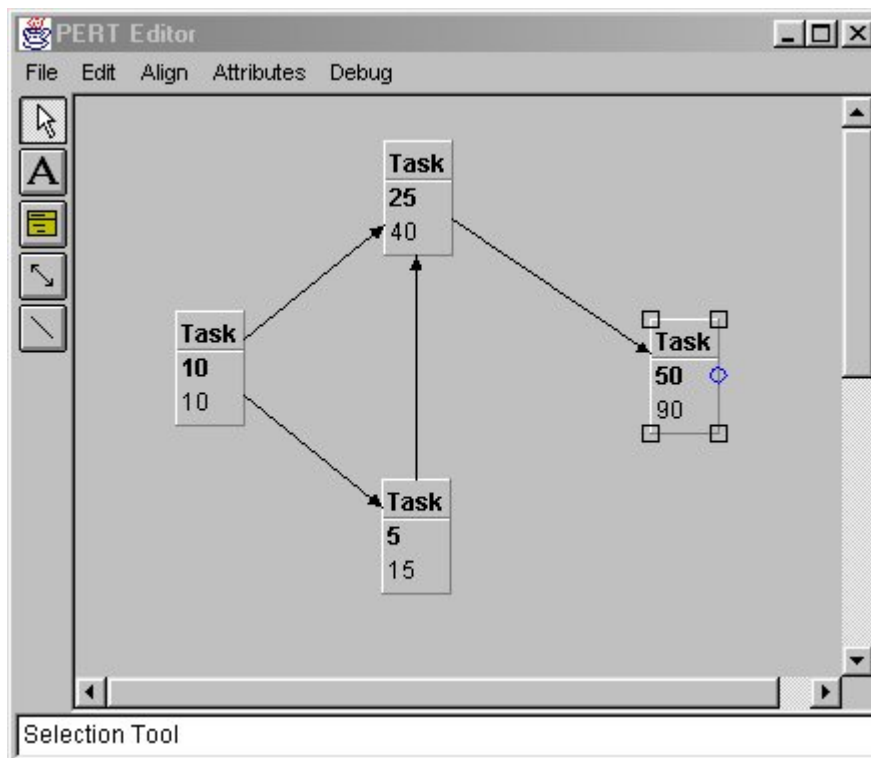 PERT Editor
File Edit Align Attributes Debug
A
Task
25
40
Task
10
10
Task
50
90
Task
5
15
Selection Tool